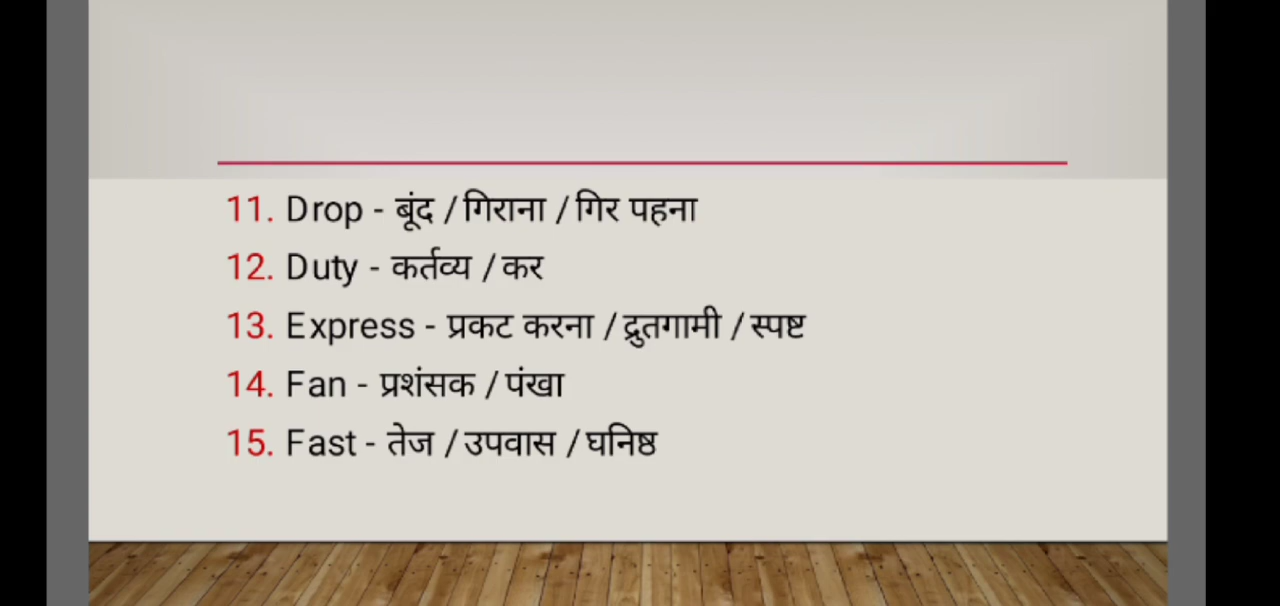 11. Drop - बूंद / गिराना / गिर पहना
12. Duty - कर्तव्य / कर
13. Express - प्रकट करना / द्रुतगामी / स्पष्ट
14. Fan - प्रशंसक / पंखा
15. Fast - तेज / उपवास / घनिष्ठ